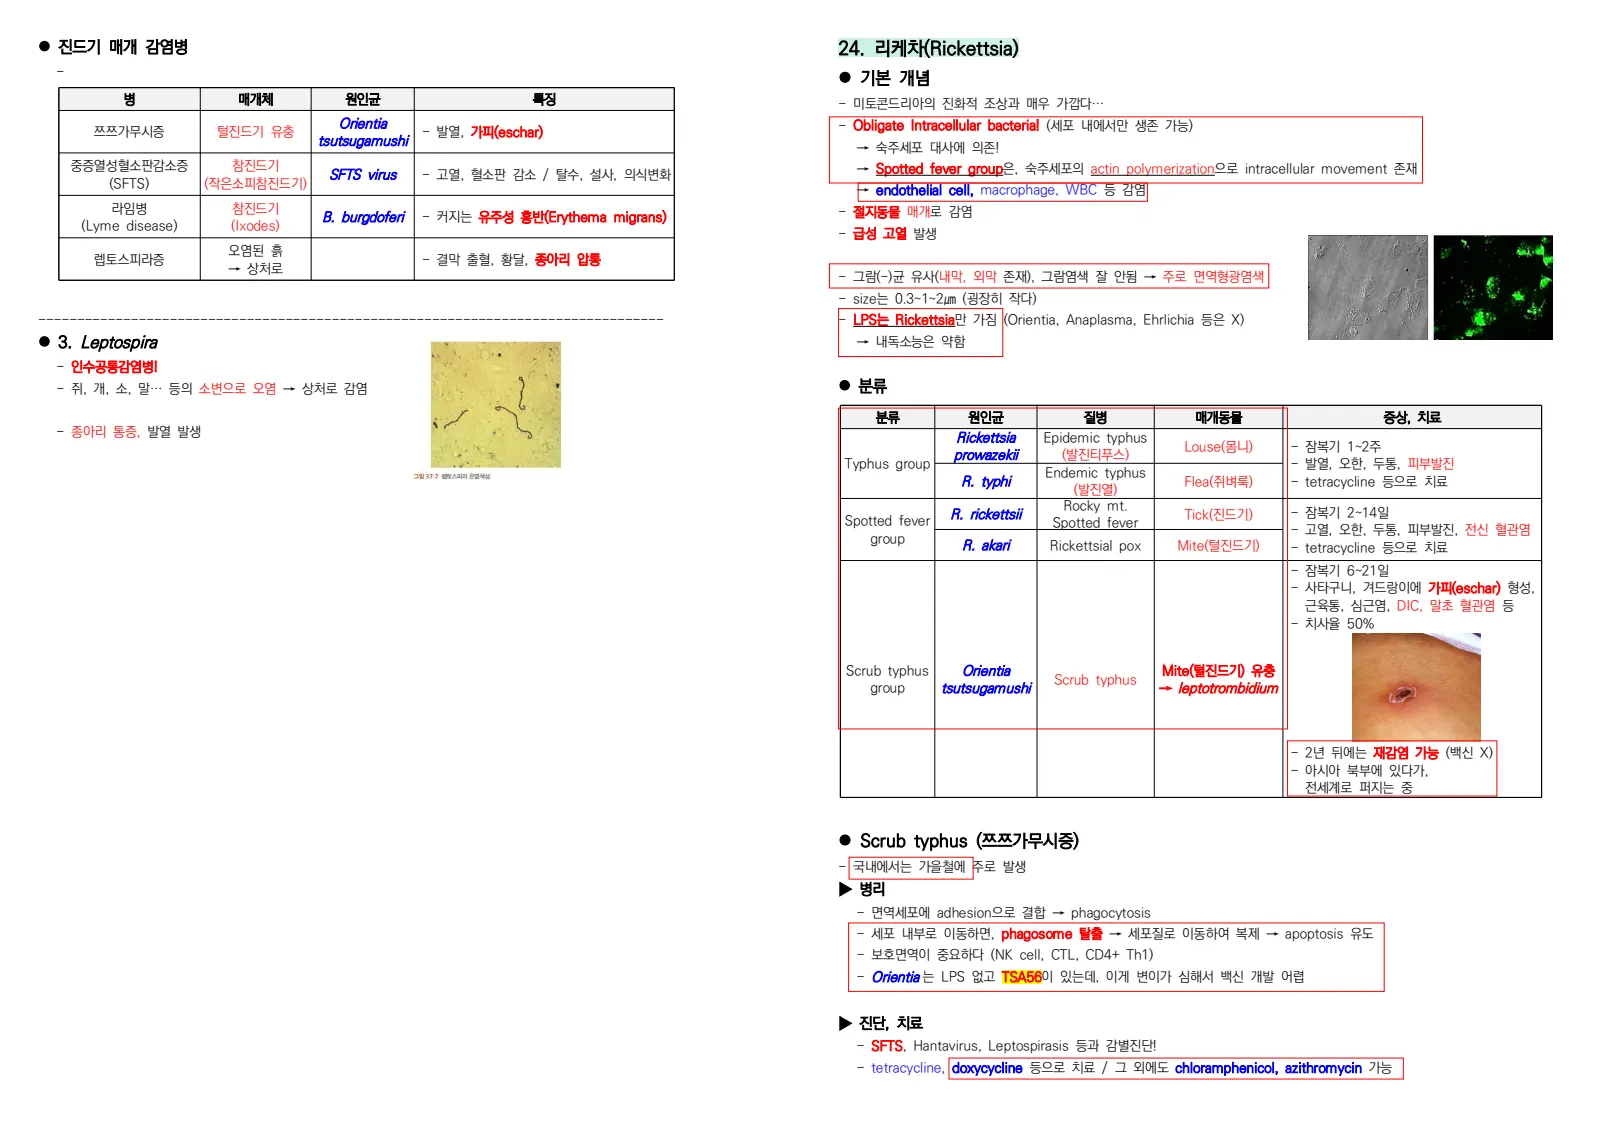 ● 진드기 매개 감염병
-
병 매개체 원인균 특징
쯔쯔가무시증 털진드기 유충 Orientia tsutsugamushi - 발열, 가피(eschar)
중증열성혈소판감소증 (SFTS) 참진드기 (작은소피참진드기) SFTS virus - 고열, 혈소판 감소 / 탈수, 설사, 의식변화
라임병 (Lyme disease) 참진드기 (Ixodes) B. burgdoferi - 커지는 유주성 홍반(Erythema migrans)
렙토스피라증 오염된 흙 → 상처로 - 결막 출혈, 황달, 종아리 압통
● 3. Leptospira
- 인수공통감염병!
- 쥐, 개, 소, 말… 등의 소변으로 오염 → 상처로 감염
- 종아리 통증, 발열 발생
그림 37-7 렙토스피라 은염색상.
24. 리케차(Rickettsia)
● 기본 개념
- 미토콘드리아의 진화적 조상과 매우 가깝다…
- Obligate Intracellular bacterial (세포 내에서만 생존 가능)
→ 숙주세포 대사에 의존!
→ Spotted fever group은, 숙주세포의 actin polymerization으로 intracellular movement 존재
→ endothelial cell, macrophage, WBC 등 감염
- 절지동물 매개로 감염
- 급성 고열 발생
- 그람(-)균 유사(내막, 외막 존재), 그람염색 잘 안됨 → 주로 면역형광염색
- size는 0.3~1~2㎛ (굉장히 작다)
- LPS는 Rickettsia만 가짐 (Orientia, Anaplasma, Ehrlichia 등은 X)
→ 내독소능은 약함
● 분류
분류 원인균 질병 매개동물 증상, 치료
Typhus group
Rickettsia prowazekii Epidemic typhus (발진티푸스) Louse(몸니)
R. typhi Endemic typhus (발진열) Flea(쥐벼룩)
- 잠복기 1~2주
- 발열, 오한, 두통, 피부발진
- tetracycline 등으로 치료
Spotted fever group
R. rickettsii Rocky mt. Spotted fever Tick(진드기)
R. akari Rickettsial pox Mite(털진드기)
- 잠복기 2~14일
- 고열, 오한, 두통, 피부발진, 전신 혈관염
- tetracycline 등으로 치료
Scrub typhus group Orientia tsutsugamushi Scrub typhus Mite(털진드기) 유충 → leptotrombidium
- 잠복기 6~21일
- 사타구니, 겨드랑이에 가피(eschar) 형성,
근육통, 심근염, DIC, 말초 혈관염 등
- 치사율 50%
- 2년 뒤에는 재감염 가능 (백신 X)
- 아시아 북부에 있다가,
전세계로 퍼지는 중
● Scrub typhus (쯔쯔가무시증)
- 국내에서는 가을철에 주로 발생
▶ 병리
- 면역세포에 adhesion으로 결합 → phagocytosis
- 세포 내부로 이동하면, phagosome 탈출 → 세포질로 이동하여 복제 → apoptosis 유도
- 보호면역이 중요하다 (NK cell, CTL, CD4+ Th1)
- Orientia는 LPS 없고 TSA56이 있는데, 이게 변이가 심해서 백신 개발 어렵
▶ 진단, 치료
- SFTS, Hantavirus, Leptospirasis 등과 감별진단!
- tetracycline, doxycycline 등으로 치료 / 그 외에도 chloramphenicol, azithromycin 가능